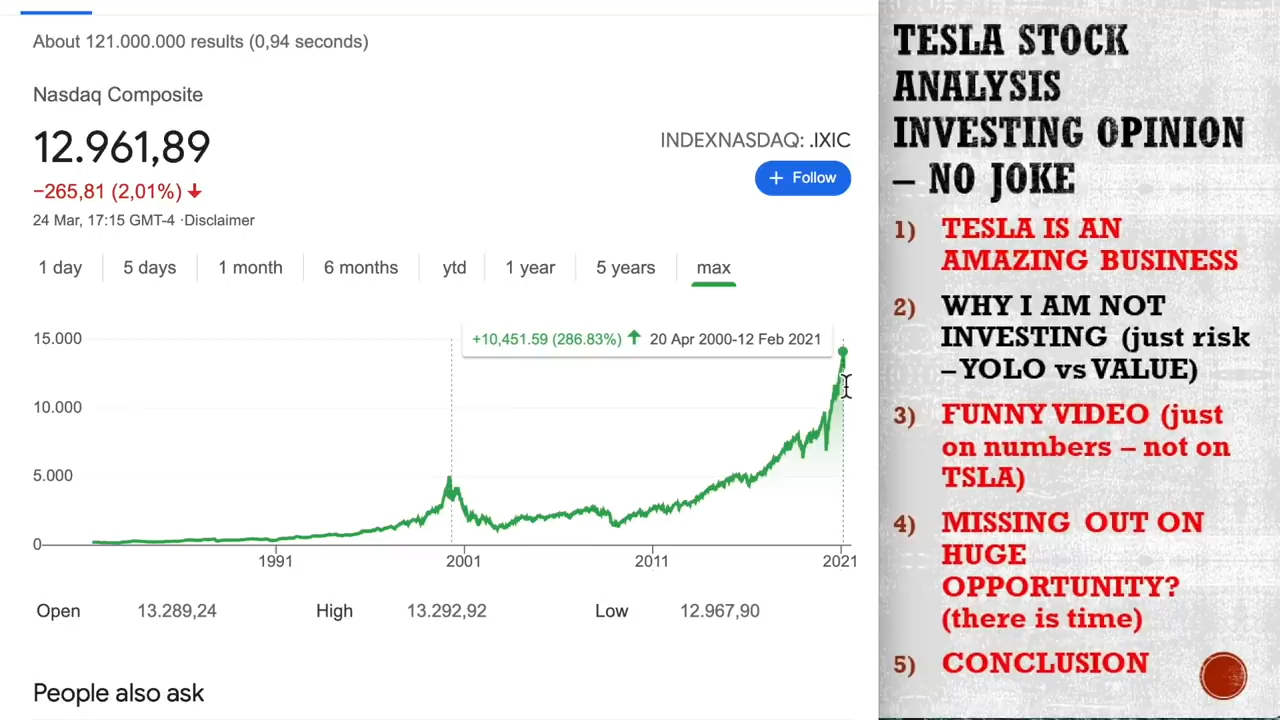 About 121.000.000 results (0,94 seconds)
Nasdaq Composite
12.961,89
INDEXNASDAQ: .IXIC
−265,81 (2,01%)
+ Follow
24 Mar, 17:15 GMT-4 ·Disclaimer
1 day 5 days 1 month 6 months ytd 1 year 5 years max
+10,451.59 (286.83%) 20 Apr 2000-12 Feb 2021
15.000
10.000
5.000
0
1991 2001 2011 2021
Open 13.289,24 High 13.292,92 Low 12.967,90
People also ask
TESLA STOCK
ANALYSIS
INVESTING OPINION
– NO JOKE
1) TESLA IS AN
AMAZING BUSINESS
2) WHY I AM NOT
INVESTING (just risk
–YOLO vs VALUE)
3) FUNNY VIDEO (just
on numbers – not on
TSLA)
4) MISSING OUT ON
HUGE
OPPORTUNITY?
(there is time)
5) CONCLUSION